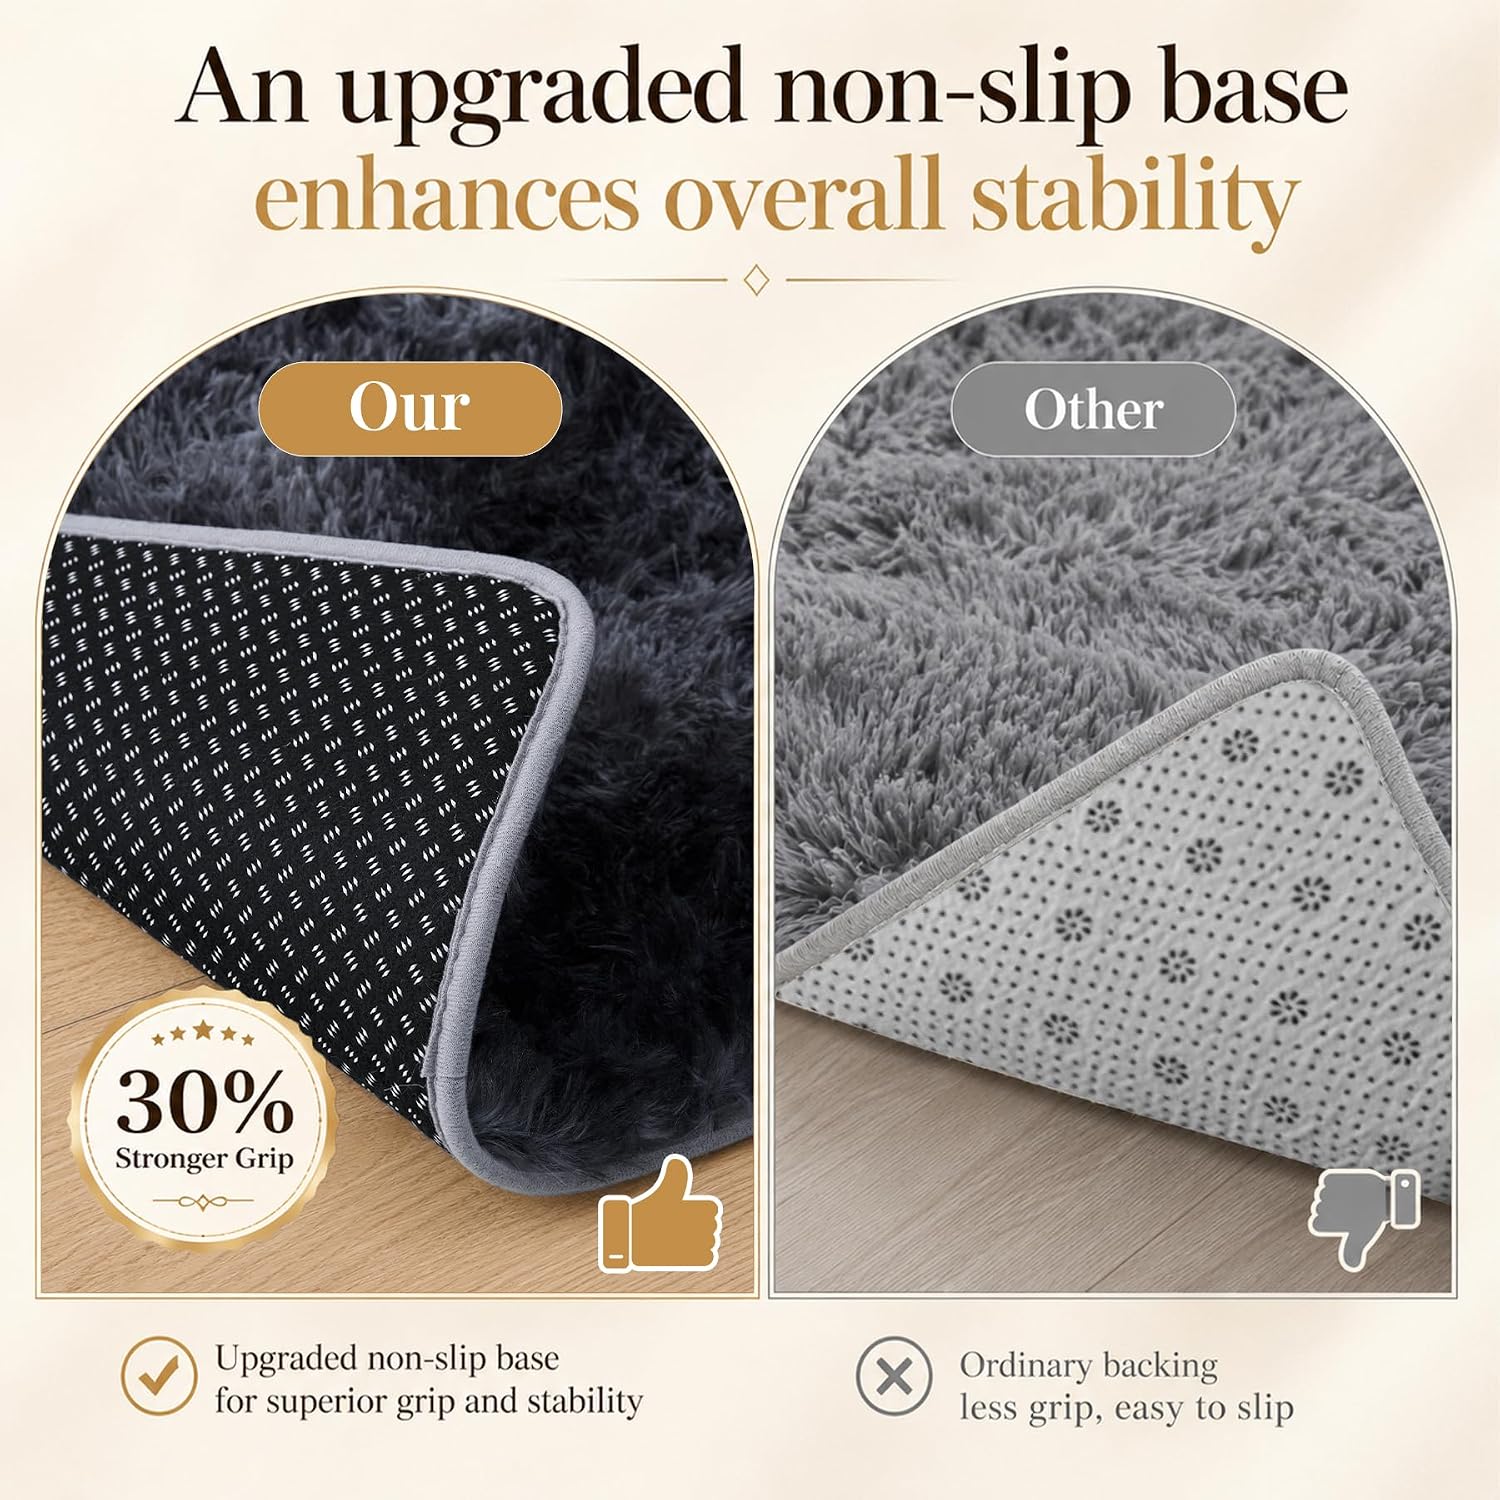 An upgraded non-slip base
enhances overall stability
Our
Other
30%
Stronger Grip
Upgraded non-slip base
for superior grip and stability
Ordinary backing
less grip, easy to slip